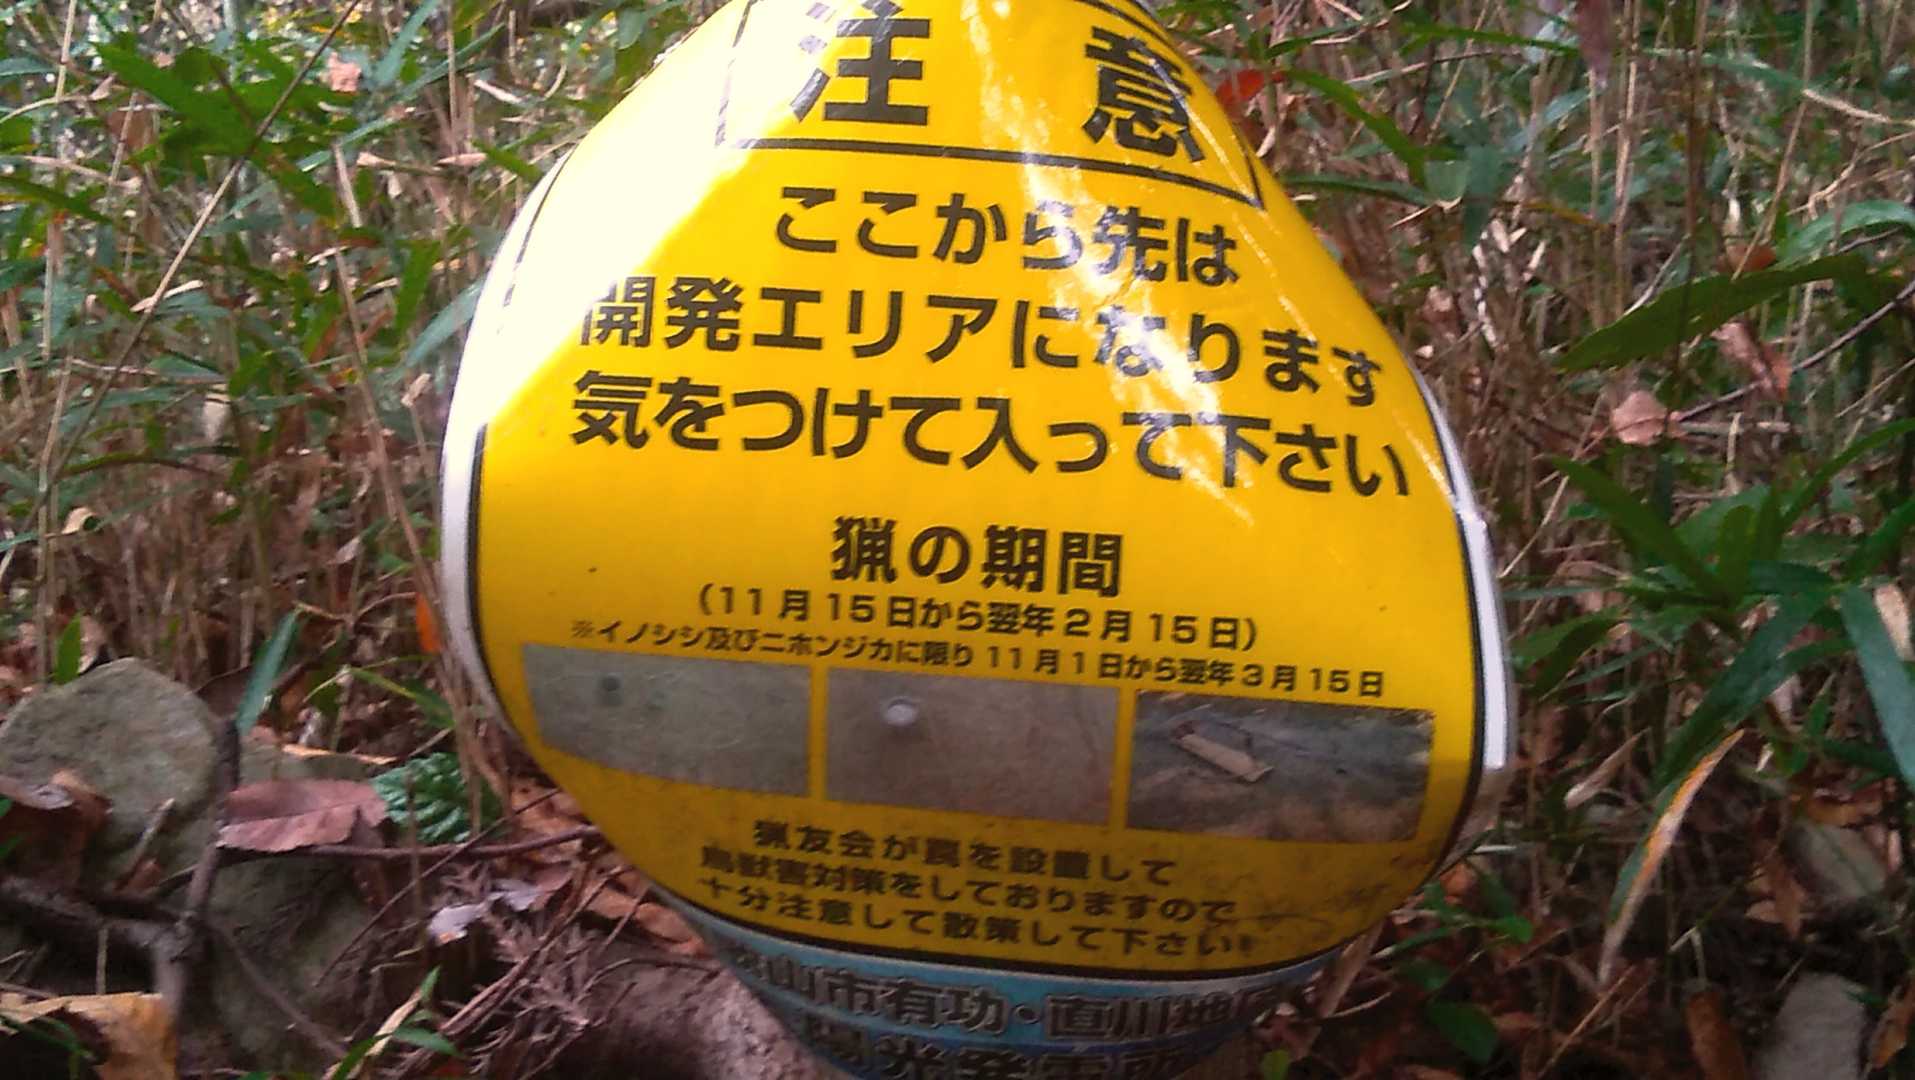 注意
ここから先は
開発エリアになります
気をつけて入って下さい
猟の期間
（11月15日から翌年2月15日）
※イノシシ及びニホンジカに限り11月1日から翌年3月15日
猟友会が罠を設置して
鳥獣害対策をしておりますので
十分注意して散策して下さい!
山市有功・直川地区
光発電所